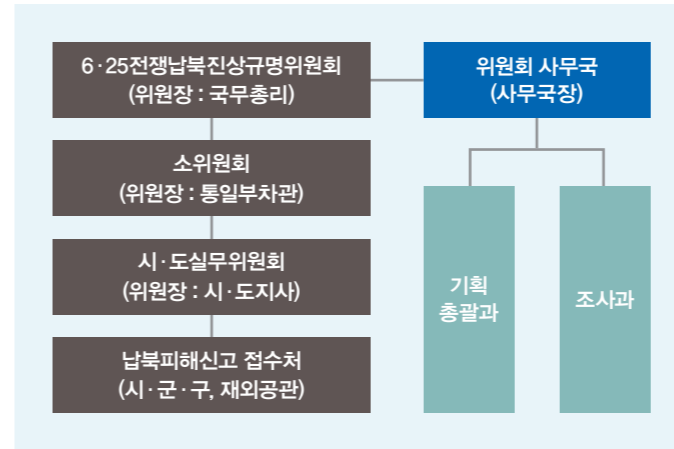 6·25전쟁납북진상규명위원회
(위원장 : 국무총리)
위원회 사무국
(사무국장)
소위원회
(위원장 : 통일부차관)
시·도실무위원회
(위원장 : 시·도지사)
납북피해신고 접수처
(시·군·구, 재외공관)
기획
총괄과
조사과